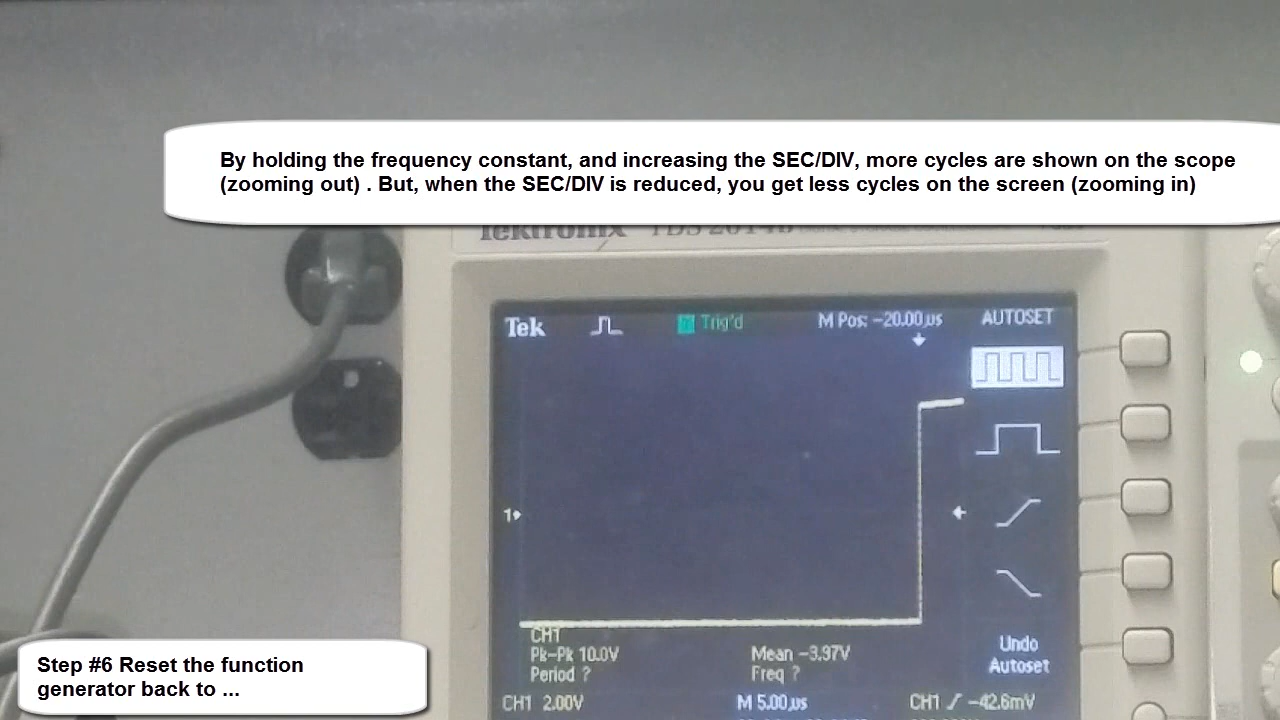 By holding the frequency constant, and increasing the SEC/DIV, more cycles are shown on the scope
(zooming out) . But, when the SEC/DIV is reduced, you get less cycles on the screen (zooming in)
Tektronix TDS 2014B
Tek Trig'd M Pos: -20.00µs AUTOSET
1
Undo
Autoset
CH1
Pk-Pk 10.0V Mean -3.97V
Period ? Freq ?
CH1 2.00V M 5.00µs CH1 -42.6mV
Step #6 Reset the function
generator back to ...